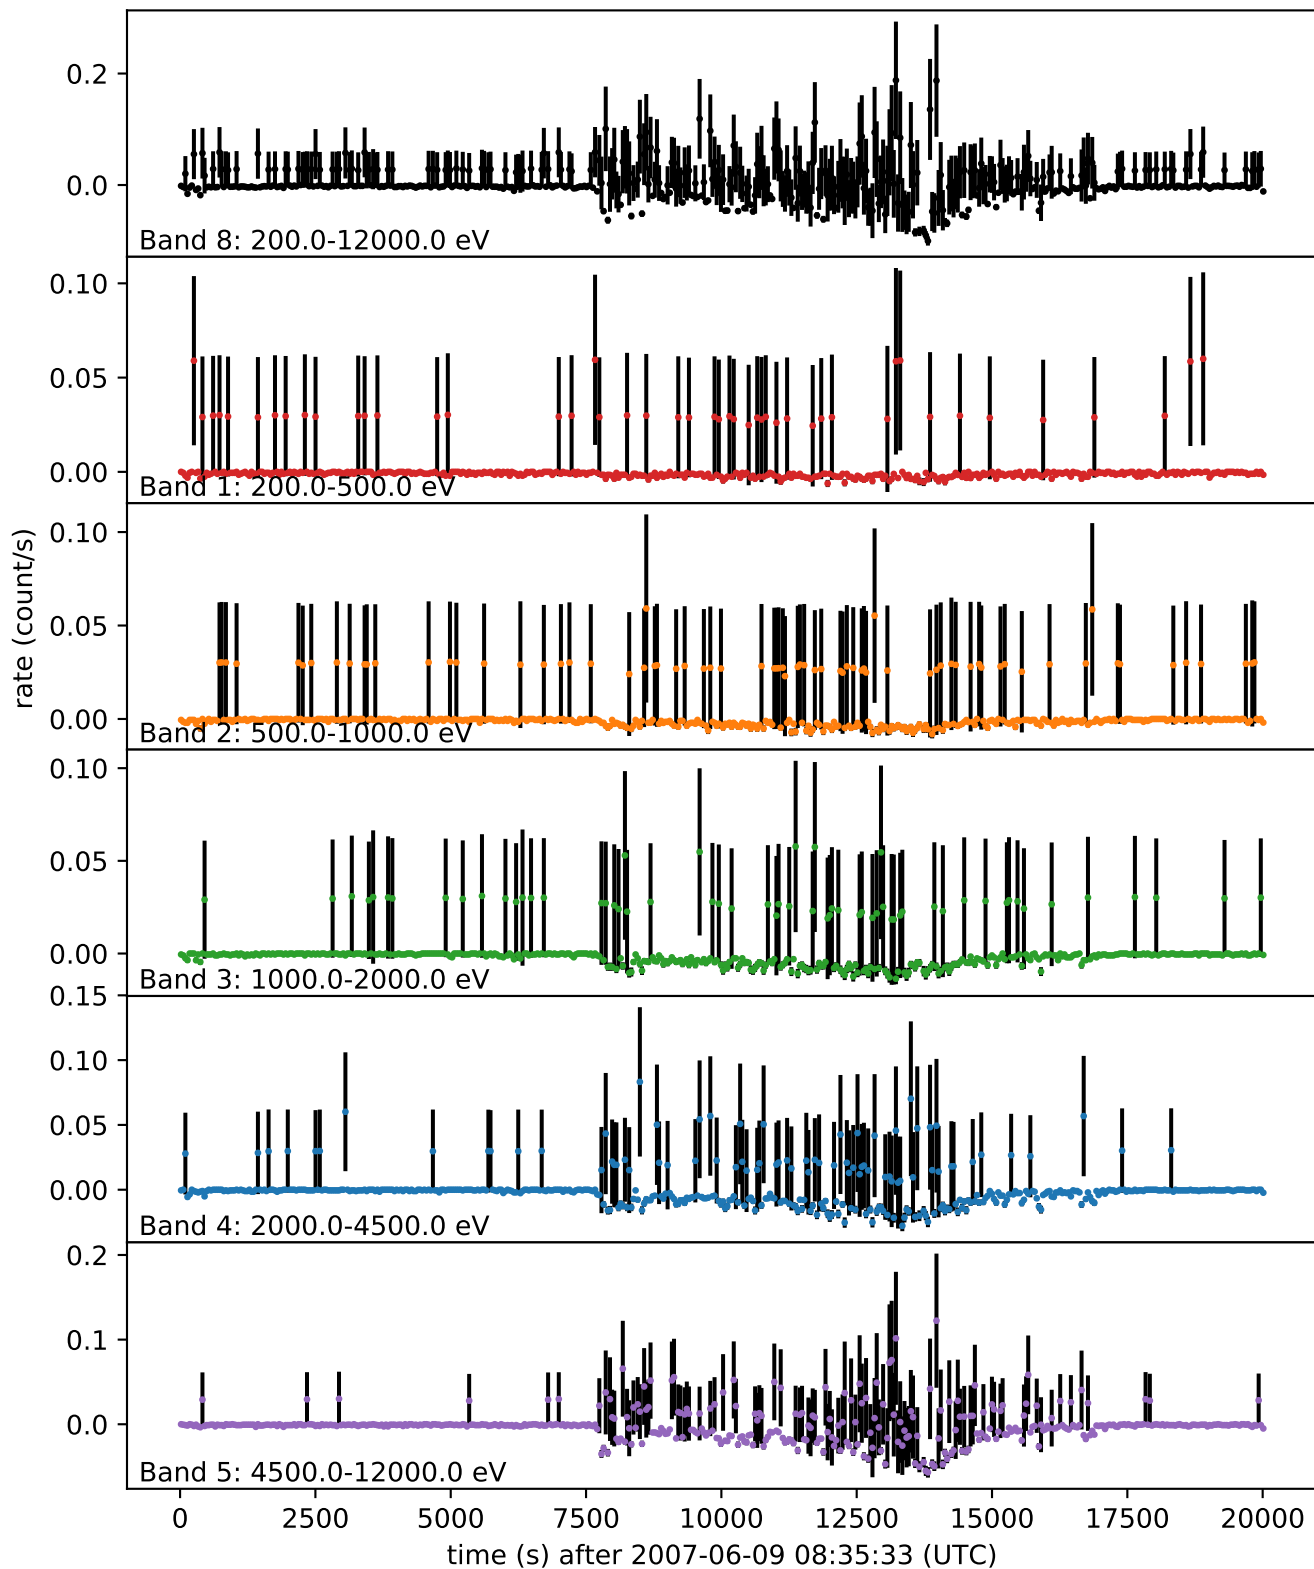 0.2
0.0
Band 8: 200.0-12000.0 eV
0.10
0.05
0.00
Band 1: 200.0-500.0 eV
0.10
0.05
0.00
Band 2: 500.0-1000.0 eV
rate (count/s)
0.10
0.05
0.00
Band 3: 1000.0-2000.0 eV
0.15
0.10
0.05
0.00
Band 4: 2000.0-4500.0 eV
0.2
0.1
0.0
Band 5: 4500.0-12000.0 eV
0 2500 5000 7500 10000 12500 15000 17500 20000
time (s) after 2007-06-09 08:35:33 (UTC)